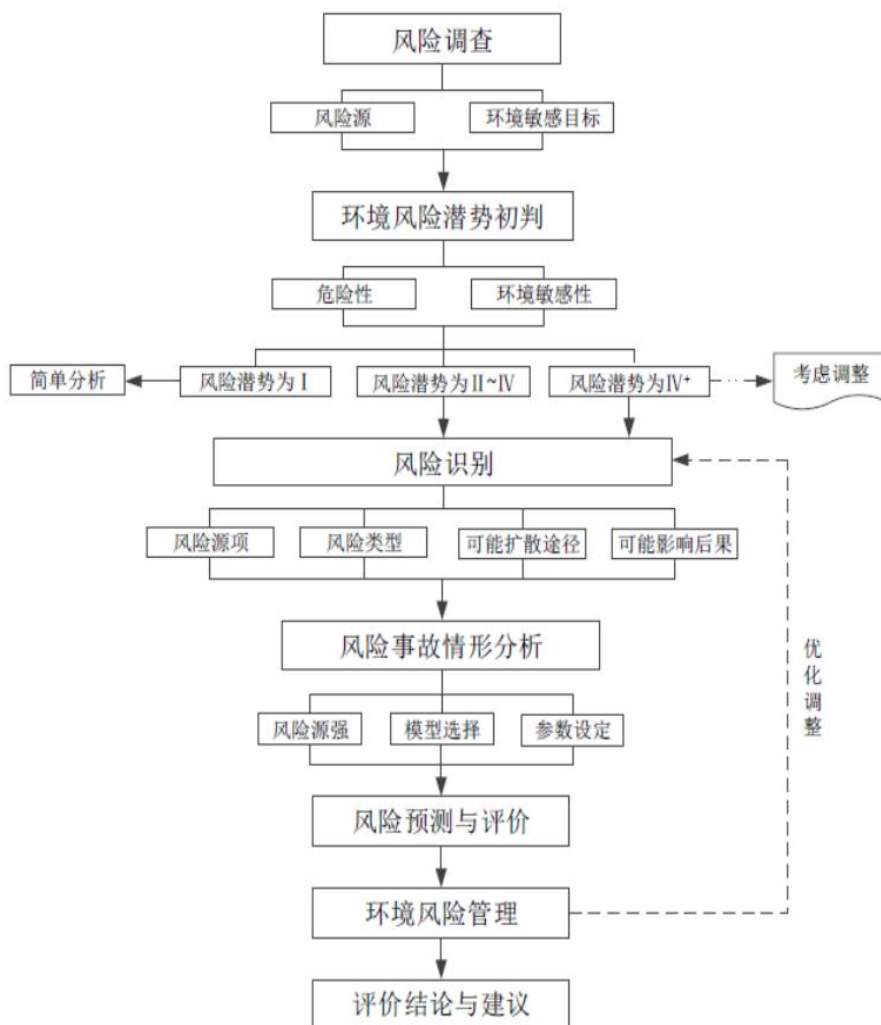 风险调查
风险源
环境敏感目标
环境风险潜势初判
危险性
环境敏感性
简单分析
风险潜势为Ⅰ
风险潜势为Ⅱ~Ⅳ
风险潜势为Ⅳ⁺
考虑调整
风险识别
风险源项
风险类型
可能扩散途径
可能影响后果
风险事故情形分析
优化调整
风险源强
模型选择
参数设定
风险预测与评价
环境风险管理
评价结论与建议